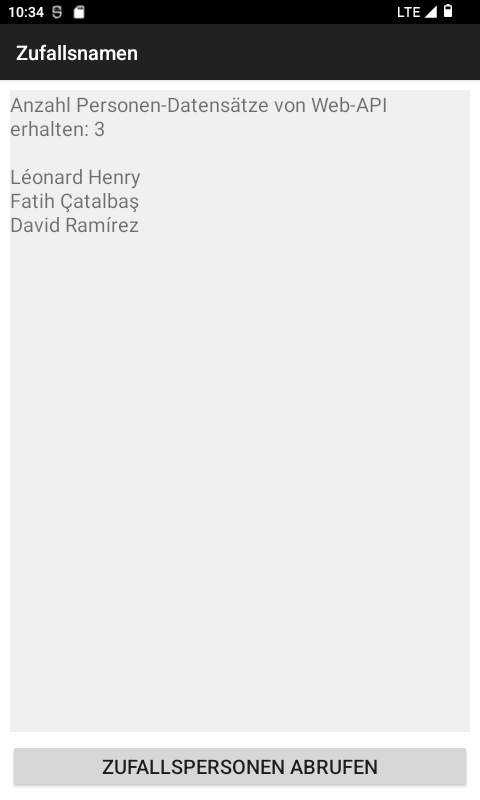 10:34
LTE
Zufallsnamen
Anzahl Personen-Datensätze von Web-API
erhalten: 3
Léonard Henry
Fatih Çatalbaş
David Ramírez
ZUFALLSPERSONEN ABRUFEN